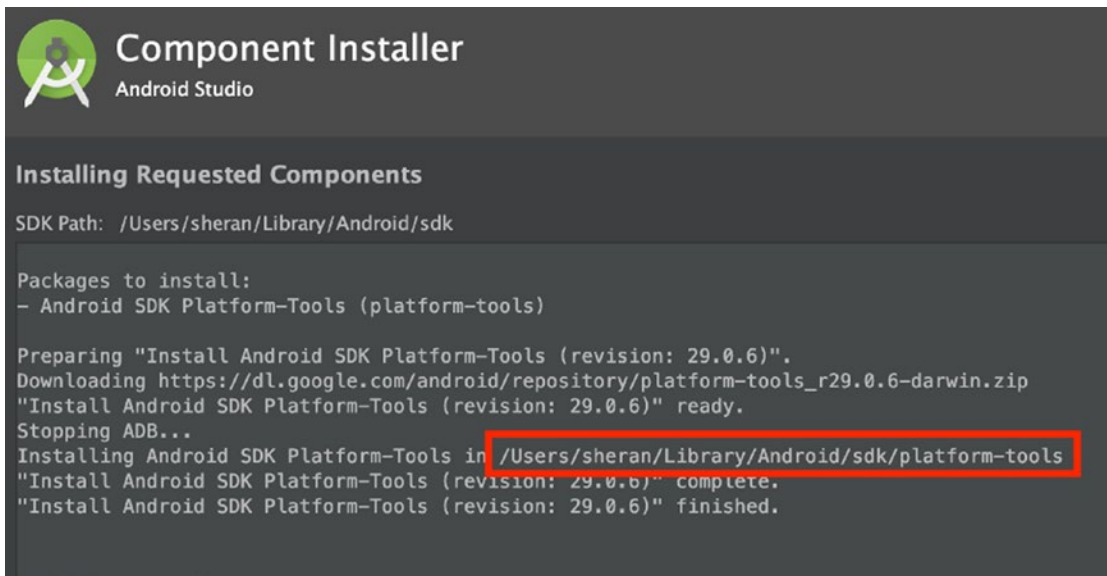 Component Installer
Android Studio
Installing Requested Components
SDK Path: /Users/sheran/Library/Android/sdk
Packages to install:
- Android SDK Platform-Tools (platform-tools)
Preparing "Install Android SDK Platform-Tools (revision: 29.0.6)".
Downloading https://dl.google.com/android/repository/platform-tools_r29.0.6-darwin.zip
"Install Android SDK Platform-Tools (revision: 29.0.6)" ready.
Stopping ADB...
Installing Android SDK Platform-Tools in /Users/sheran/Library/Android/sdk/platform-tools
"Install Android SDK Platform-Tools (revision: 29.0.6)" complete.
"Install Android SDK Platform-Tools (revision: 29.0.6)" finished.